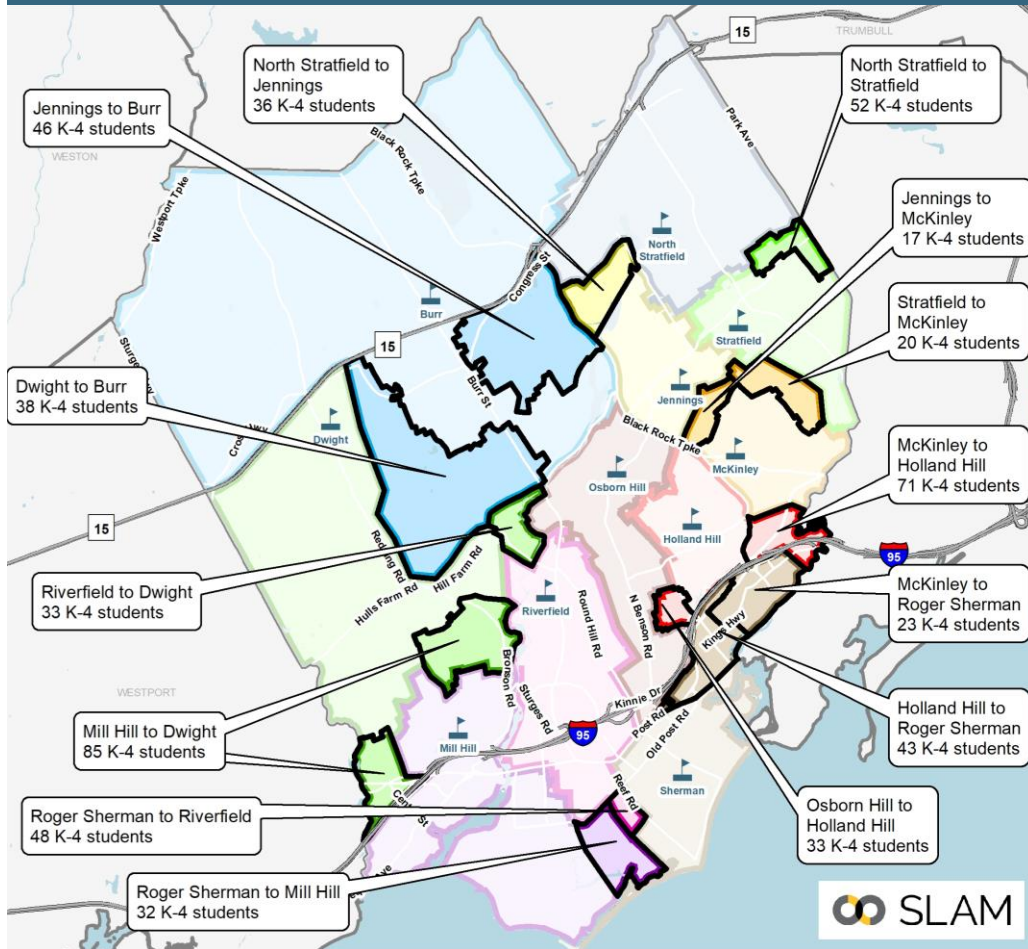 15
TRUMBULL
North Stratfield to
Jennings
36 K-4 students
North Stratfield to
Stratfield
52 K-4 students
Jennings to Burr
46 K-4 students
WESTON
Black Rock Tpke
Park Ave
Westport Tpke
Jennings to
McKinley
17 K-4 students
North
Stratfield
Congress St
Burr
Stratfield
Stratfield to
McKinley
20 K-4 students
15
Dwight to Burr
38 K-4 students
Burr St
Jennings
Dwight
Black Rock Tpke
McKinley
Osborn Hill
McKinley to
Holland Hill
71 K-4 students
Holland Hill
15
95
Redding Rd
Hill Farm Rd
Hulls Farm Rd
Riverfield to Dwight
33 K-4 students
Riverfield
Round Hill Rd
N Benson Rd
Kings Hwy
McKinley to
Roger Sherman
23 K-4 students
WESTPORT
Bronson Rd
Sturges Rd
Kinnie Dr
Post Rd
Old Post Rd
Holland Hill to
Roger Sherman
43 K-4 students
Mill Hill to Dwight
85 K-4 students
Mill Hill
95
Sherman
Reef Rd
Roger Sherman to Riverfield
48 K-4 students
Osborn Hill to
Holland Hill
33 K-4 students
Roger Sherman to Mill Hill
32 K-4 students
SLAM